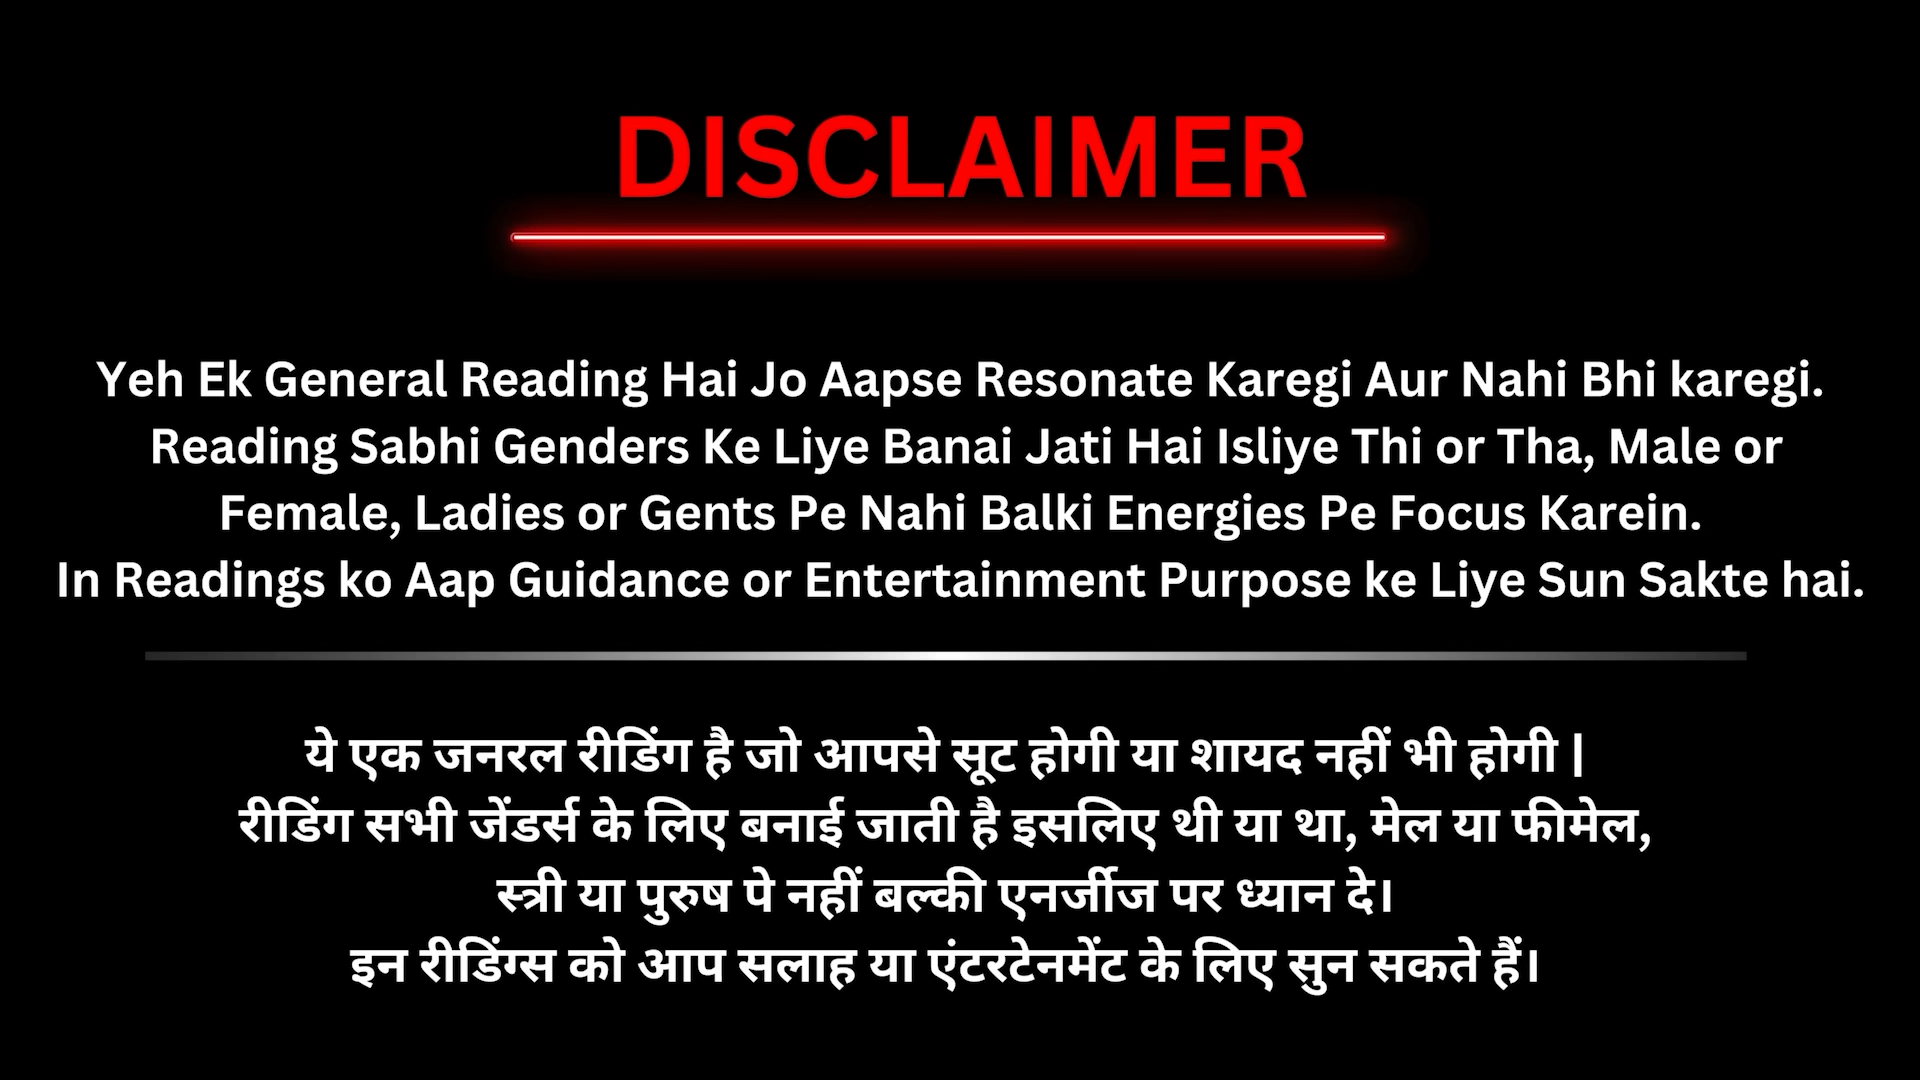 DISCLAIMER
Yeh Ek General Reading Hai Jo Aapse Resonate Karegi Aur Nahi Bhi karegi.
Reading Sabhi Genders Ke Liye Banai Jati Hai Isliye Thi or Tha, Male or
Female, Ladies or Gents Pe Nahi Balki Energies Pe Focus Karein.
In Readings ko Aap Guidance or Entertainment Purpose ke Liye Sun Sakte hai.
ये एक जनरल रीडिंग है जो आपसे सूट होगी या शायद नहीं भी होगी |
रीडिंग सभी जेंडर्स के लिए बनाई जाती है इसलिए थी या था, मेल या फीमेल,
स्त्री या पुरुष पे नहीं बल्की एनर्जीज पर ध्यान दे।
इन रीडिंग्स को आप सलाह या एंटरटेनमेंट के लिए सुन सकते हैं।